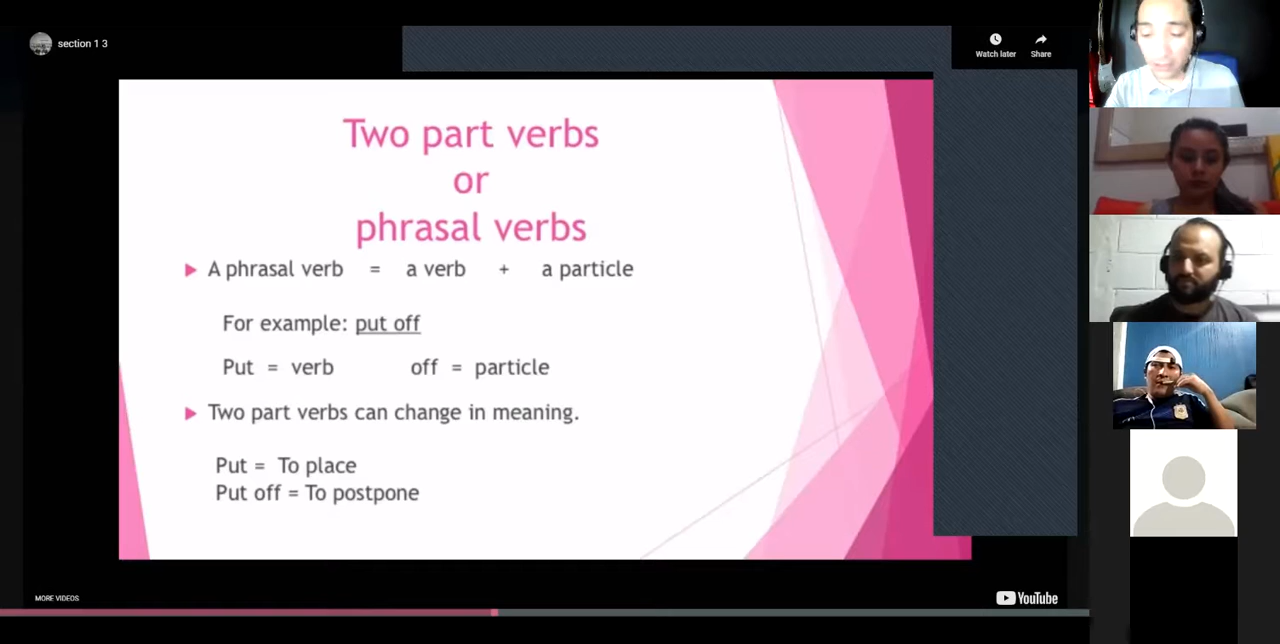 section 1 3
Watch later
Share
Two part verbs
or
phrasal verbs
A phrasal verb = a verb + a particle
For example: put off
Put = verb off = particle
Two part verbs can change in meaning.
Put = To place
Put off = To postpone
MORE VIDEOS
YouTube